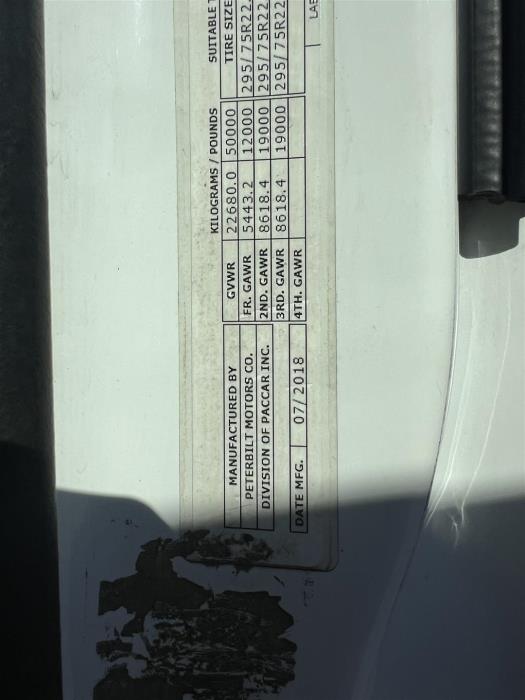 KILOGRAMS / POUNDS SUITABLE
TIRE SIZE
MANUFACTURED BY GVWR 22680.0 50000
PETERBILT MOTORS CO. FR. GAWR 5443.2 12000 295/75R22.
DIVISION OF PACCAR INC. 2ND. GAWR 8618.4 19000 295/75R22
3RD. GAWR 8618.4 19000 295/75R22
DATE MFG. 07/2018 4TH. GAWR